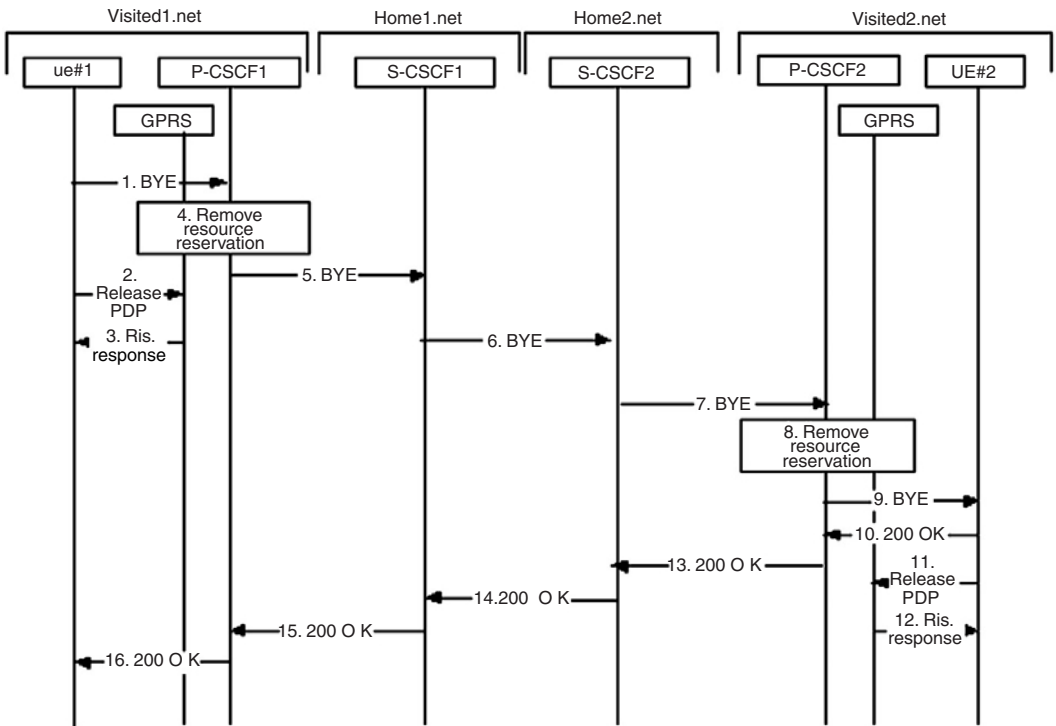 Visited1.net
Home1.net
Home2.net
Visited2.net
ue#1
P-CSCF1
S-CSCF1
S-CSCF2
P-CSCF2
UE#2
GPRS
GPRS
1. BYE
4. Remove
resource
reservation
5. BYE
2.
Release
PDP
3. Ris.
response
6. BYE
7. BYE
8. Remove
resource
reservation
9. BYE
10. 200 OK
13. 200 O K
11.
Release
PDP
14.200 O K
12. Ris.
response
15. 200 O K
16. 200 O K